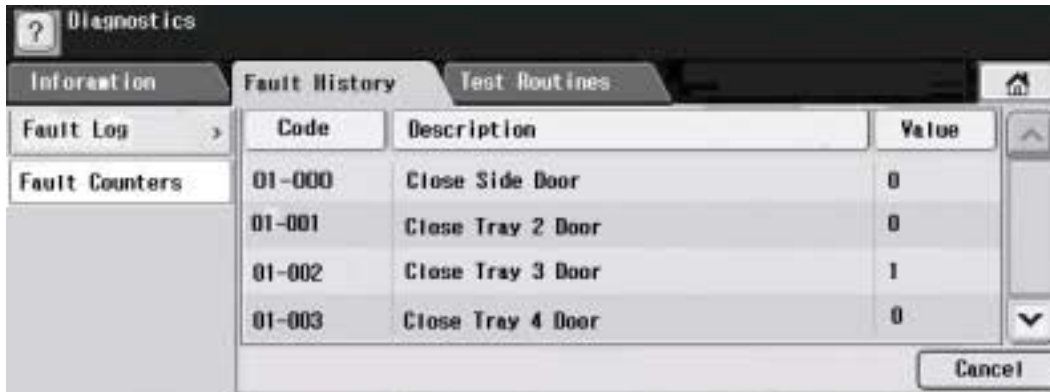 ? Diagnostics
Inforamtion Fault History Test Routines
Fault Log > Code Description Value
Fault Counters 01-000 Close Side Door 0
01-001 Close Tray 2 Door 0
01-002 Close Tray 3 Door 1
01-003 Close Tray 4 Door 0
Cancel